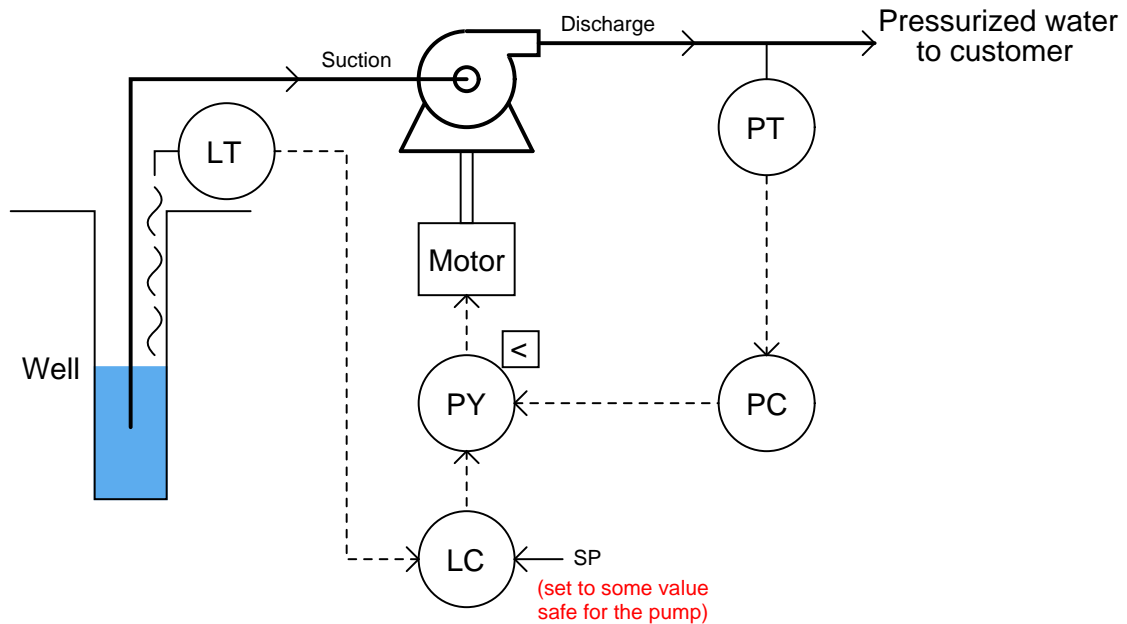 Pressurized water
to customer
Discharge
Suction
LT
PT
Motor
Well
<
PY
PC
LC
SP
(set to some value
safe for the pump)